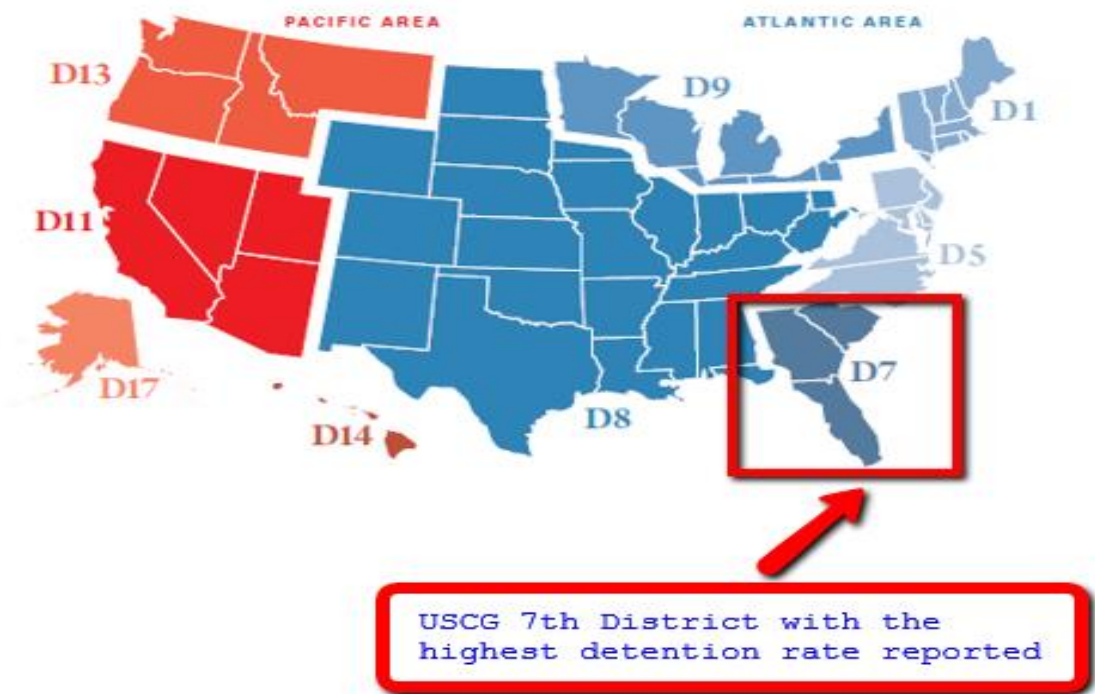 PACIFIC AREA
ATLANTIC AREA
D13
D9
D1
D11
D5
D17
D14
D8
D7
USCG 7th District with the
highest detention rate reported